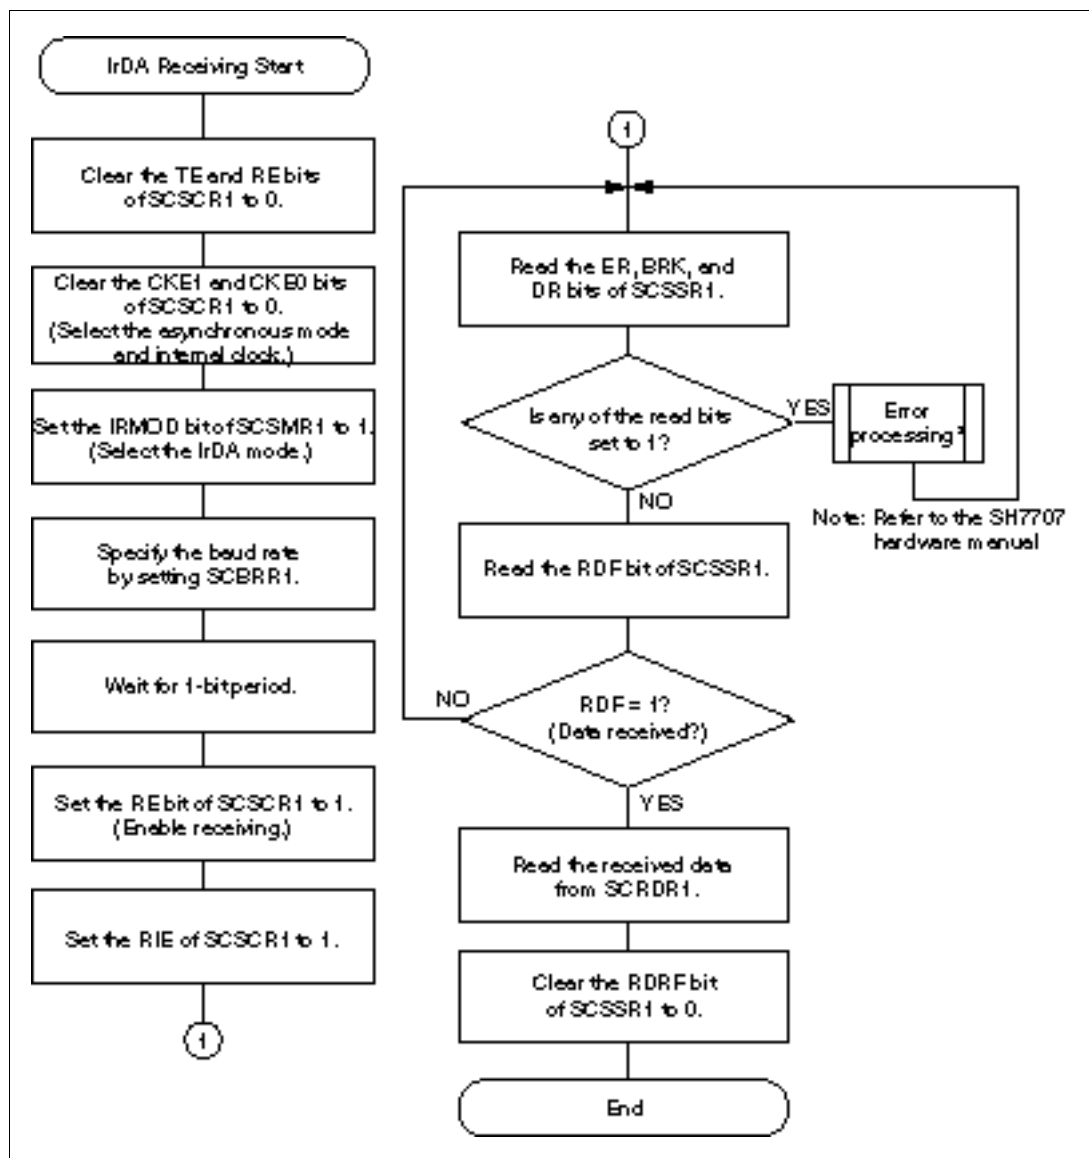 IrDA Receiving Start
Clear the TE and RE bits
of SCSCR1 to 0.
Clear the CKE1 and CKE0 bits
of SCSCR1 to 0.
(Select the asynchronous mode
and internal clock.)
Set the IRMOD bit of SCSMR1 to 1.
(Select the IrDA mode.)
Specify the baud rate
by setting SCBRR1.
Wait for 1-bit period.
Set the RE bit of SCSCR1 to 1.
(Enable receiving.)
Set the RIE of SCSCR1 to 1.
1
1
Read the ER, BRK, and
DR bits of SCSSR1.
Is any of the read bits
set to 1?
YES
Error
processing*
NO
Note: Refer to the SH7707
hardware manual
Read the RDF bit of SCSSR1.
NO
RDF = 1?
(Data received?)
YES
Read the received data
from SCRDR1.
Clear the RDRF bit
of SCSSR1 to 0.
End